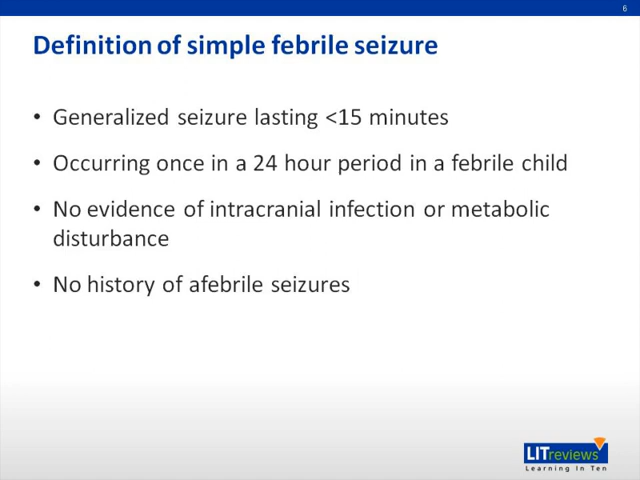 6
Definition of simple febrile seizure
• Generalized seizure lasting <15 minutes
• Occurring once in a 24 hour period in a febrile child
• No evidence of intracranial infection or metabolic
disturbance
• No history of afebrile seizures
LITreviews
Learning In Ten